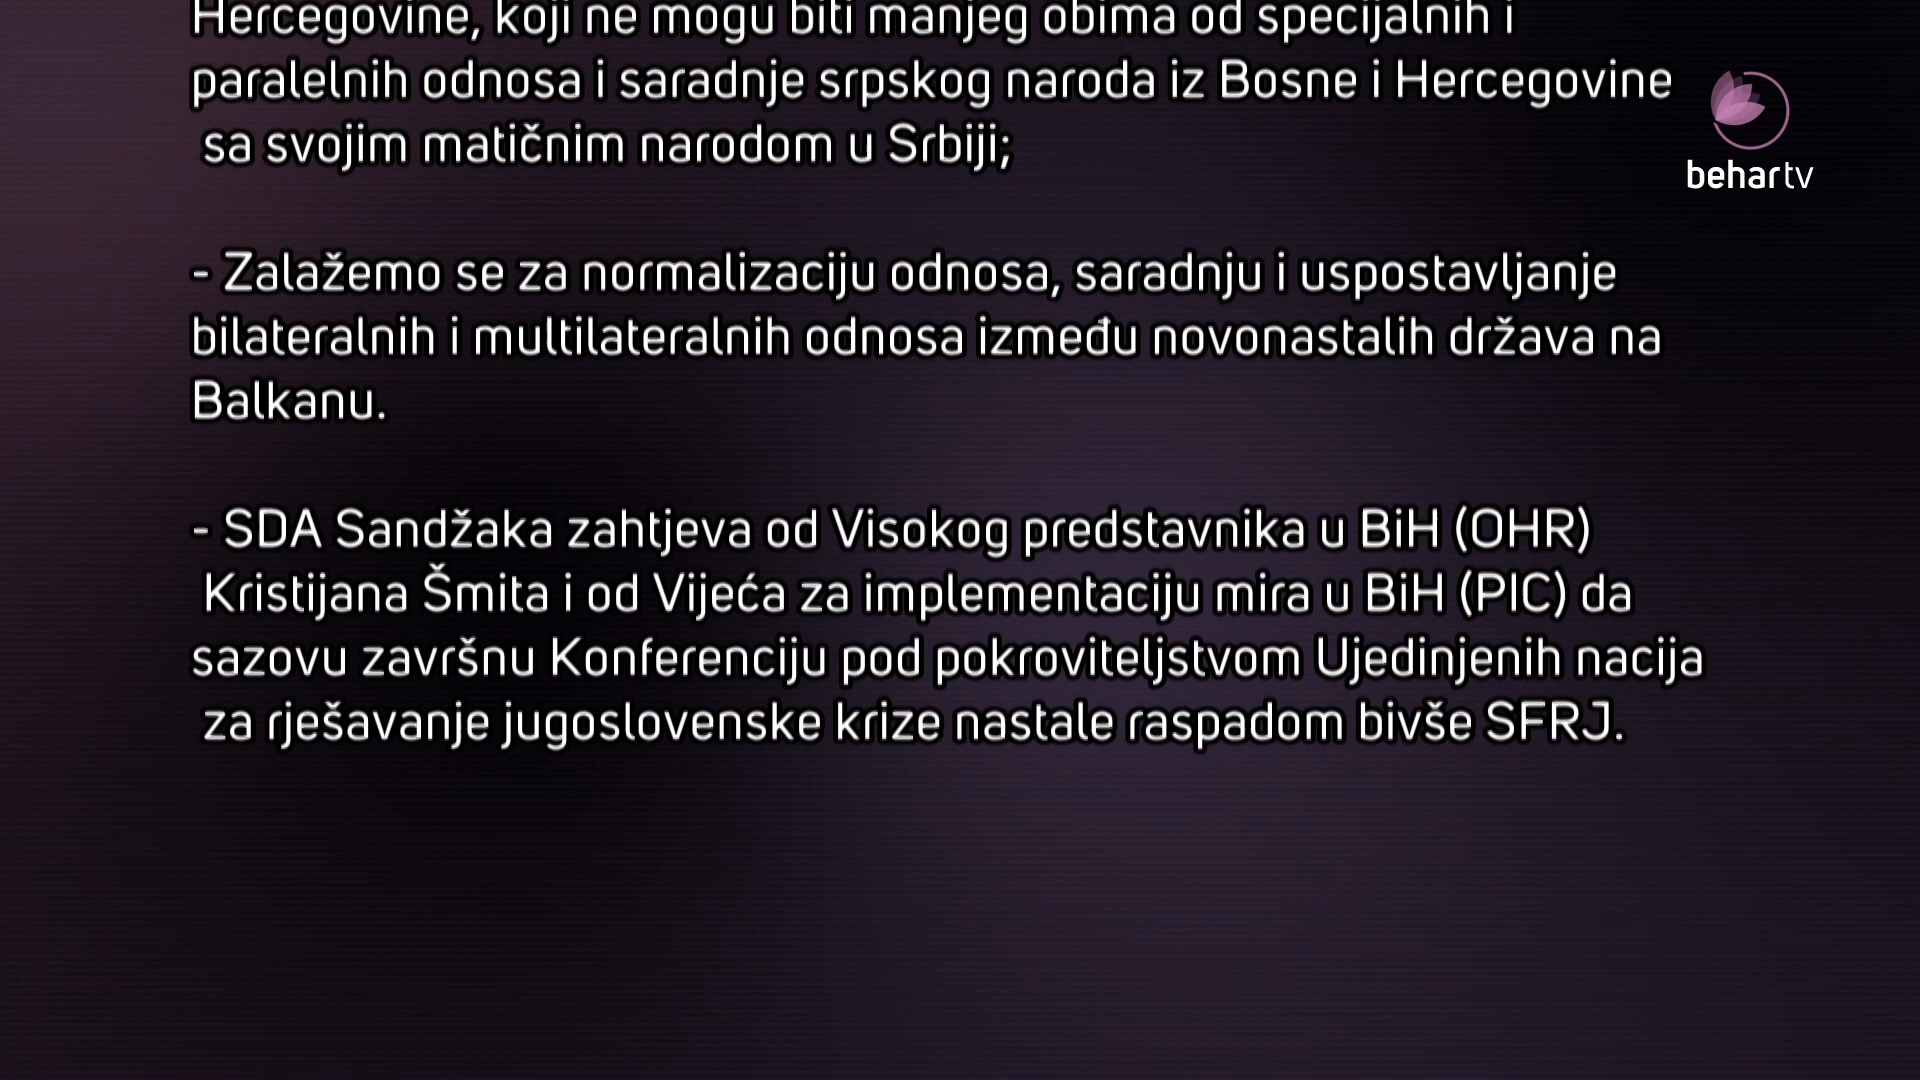 Hercegovine, koji ne mogu biti manjeg obima od specijalnih i
paralelnih odnosa i saradnje srpskog naroda iz Bosne i Hercegovine
sa svojim matičnim narodom u Srbiji;
behartv
- Zalažemo se za normalizaciju odnosa, saradnju i uspostavljanje
bilateralnih i multilateralnih odnosa između novonastalih država na
Balkanu.
- SDA Sandžaka zahtjeva od Visokog predstavnika u BiH (OHR)
Kristijana Šmita i od Vijeća za implementaciju mira u BiH (PIC) da
sazovu završnu Konferenciju pod pokroviteljstvom Ujedinjenih nacija
za rješavanje jugoslovenske krize nastale raspadom bivše SFRJ.